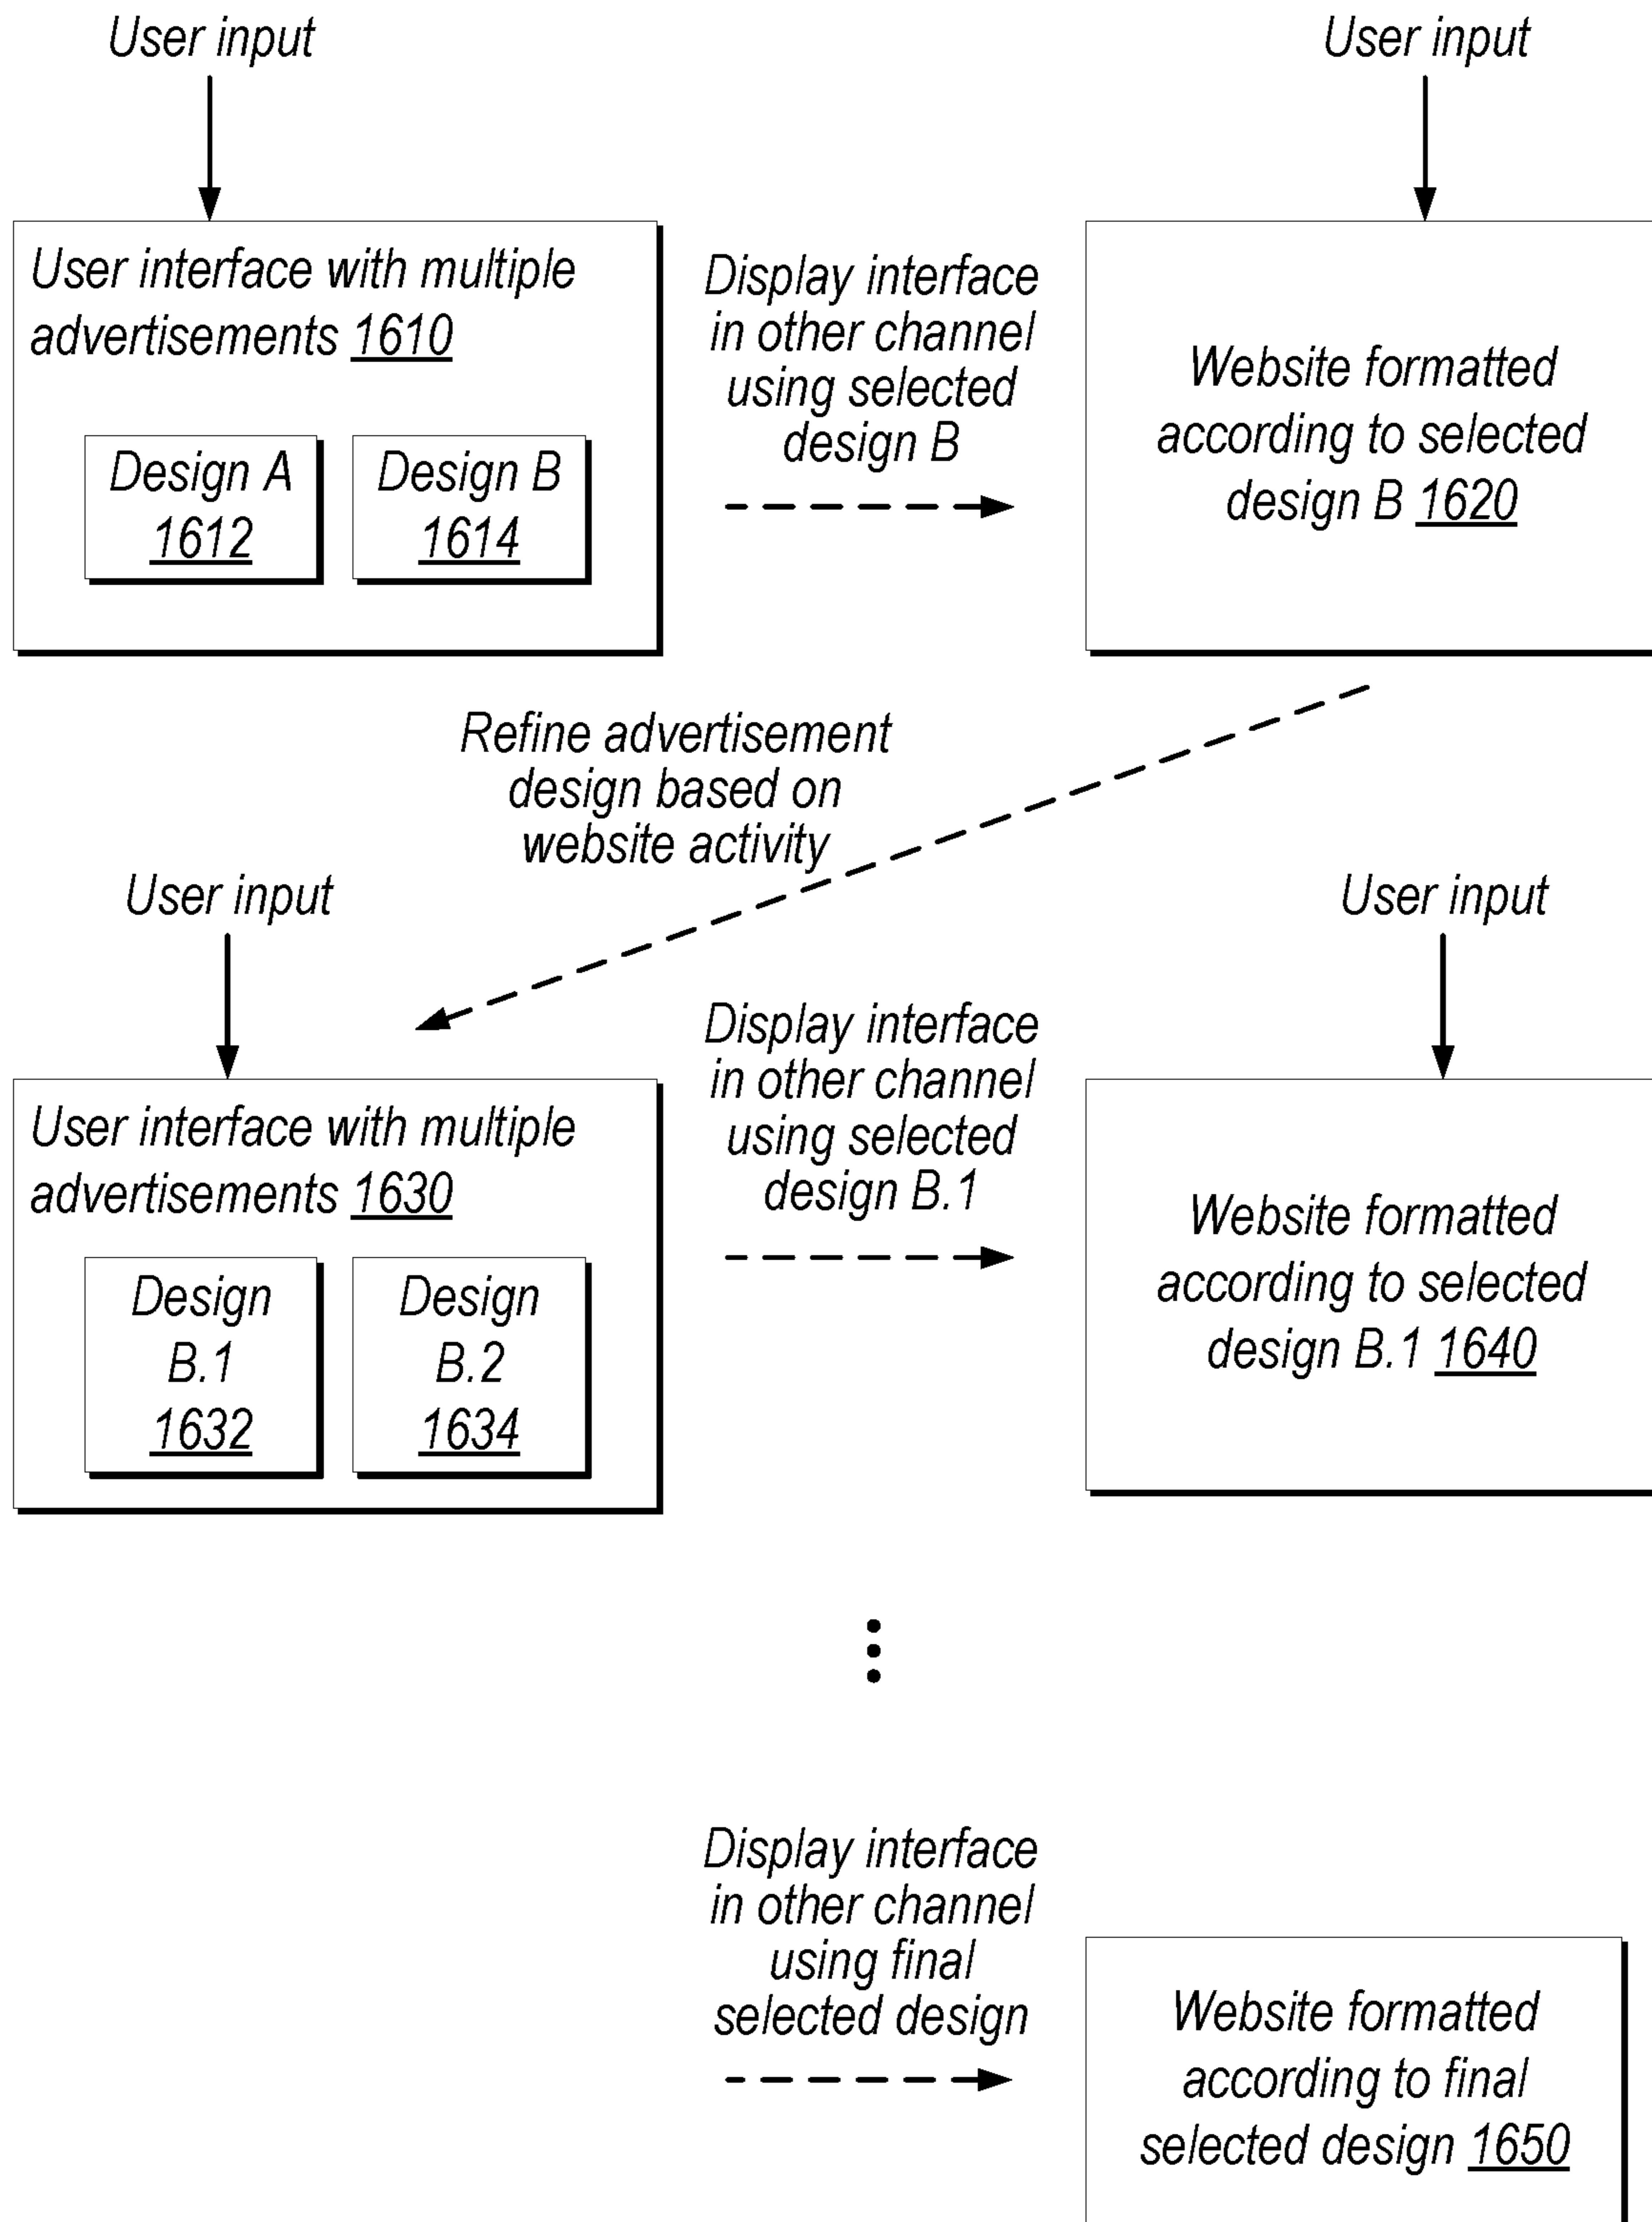 User input
User input
User interface with multiple
advertisements 1610
Design A
1612
Design B
1614
Display interface
in other channel
using selected
design B
Website formatted
according to selected
design B 1620
Refine advertisement
design based on
website activity
User input
User input
User interface with multiple
advertisements 1630
Design
B.1
1632
Design
B.2
1634
Display interface
in other channel
using selected
design B.1
Website formatted
according to selected
design B.1 1640
Display interface
in other channel
using final
selected design
Website formatted
according to final
selected design 1650